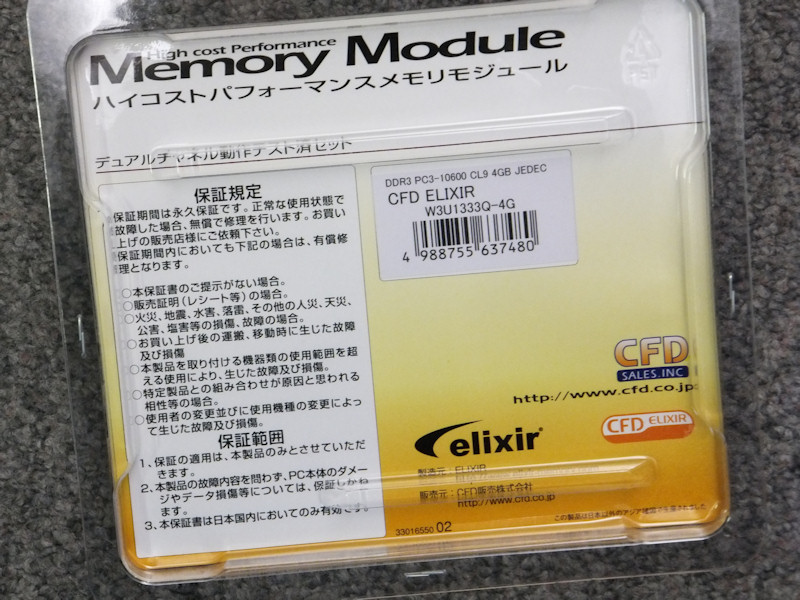 High cost Performance
Memory Module
ハイコストパフォーマンスメモリモジュール
デュアルチャネル動作テスト済セット
保証規定
保証期間は永久保証です。正常な使用状態で
故障した場合、無償で修理を行います。お買い
上げの販売店様にご依頼下さい。
保証期間内においても下記の場合は、有償修
理となります。
○本保証書のご提示がない場合。
○販売証明（レシート等）の場合。
○火災、地震、水害、落雷、その他の人災、天災、
公害、塩害等の損傷、故障の場合。
○お買い上げ後の運搬、移動時に生じた故障
及び損傷
○本製品を取り付ける機器類の使用範囲を超
える使用により、生じた故障及び損傷。
○特定製品との組み合わせが原因と思われる
相性等の場合。
○使用者の変更並びに使用機種の変更によっ
て生じた故障及び損傷。
保証範囲
1、保証の適用は、本製品のみとさせていただ
きます。
2、本製品の故障内容を問わず、PC本体のダメー
ジやデータ損傷等については、保証しかね
ます。
3、本保証書は日本国内においてのみ有効です。
DDR3 PC3-10600 CL9 4GB JEDEC
CFD ELIXIR
W3U1333Q-4G
4 988755 637480
CFD
SALES.INC
http://www.cfd.co.jp
CFD ELIXIR
elixir
製造元：ELIXIR
販売元：CFD販売株式会社
http://www.cfd.co.jp
33016550 02